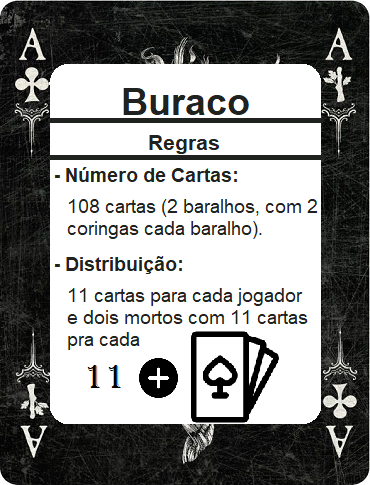 A A
Buraco
Regras
- Número de Cartas:
108 cartas (2 baralhos, com 2
coringas cada baralho).
- Distribuição:
11 cartas para cada jogador
e dois mortos com 11 cartas
pra cada
11 +
A A